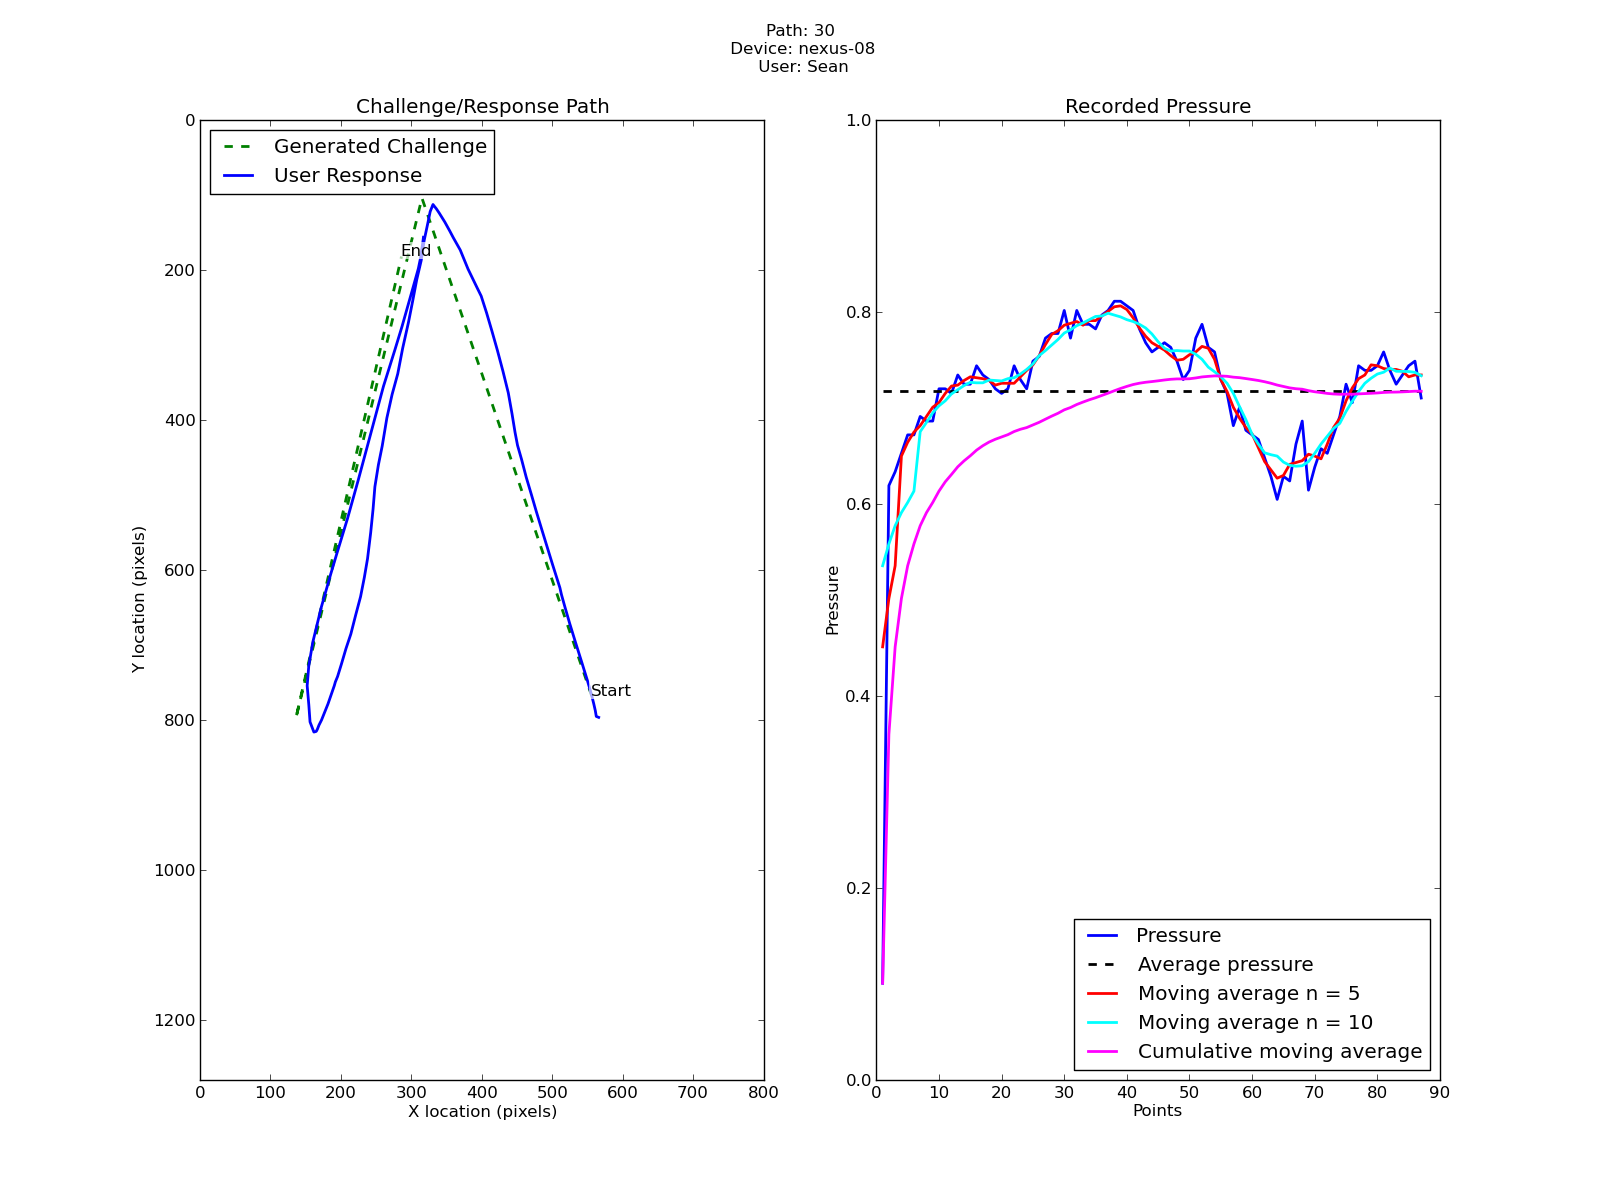 Path: 30
Device: nexus-08
User: Sean
Challenge/Response Path
Generated Challenge
User Response
End
Start
0
200
400
600
800
1000
1200
Y location (pixels)
0 100 200 300 400 500 600 700 800
X location (pixels)
Recorded Pressure
1.0
0.8
0.6
0.4
0.2
0.0
Pressure
Pressure
Average pressure
Moving average n = 5
Moving average n = 10
Cumulative moving average
0 10 20 30 40 50 60 70 80 90
Points